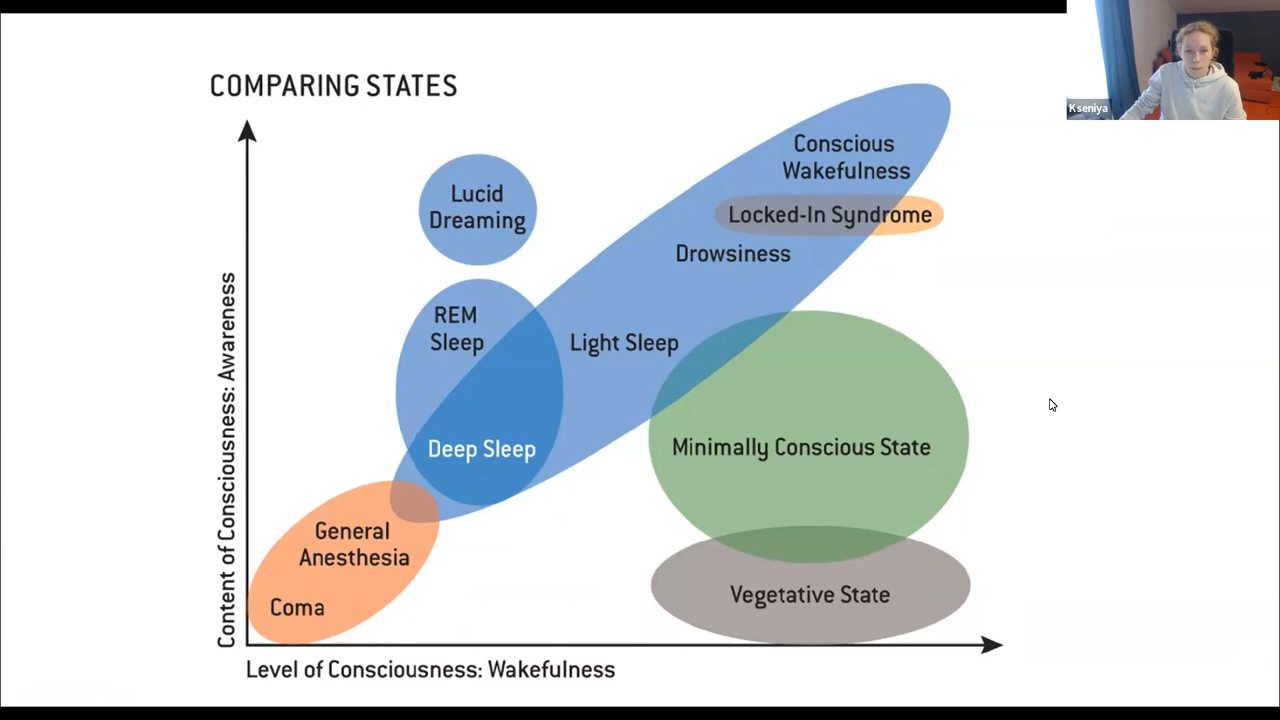 Kseniya
COMPARING STATES
Conscious
Wakefulness
Lucid
Dreaming
Locked-In Syndrome
Drowsiness
REM
Sleep
Light Sleep
Deep Sleep
Minimally Conscious State
General
Anesthesia
Coma
Vegetative State
Content of Consciousness: Awareness
Level of Consciousness: Wakefulness